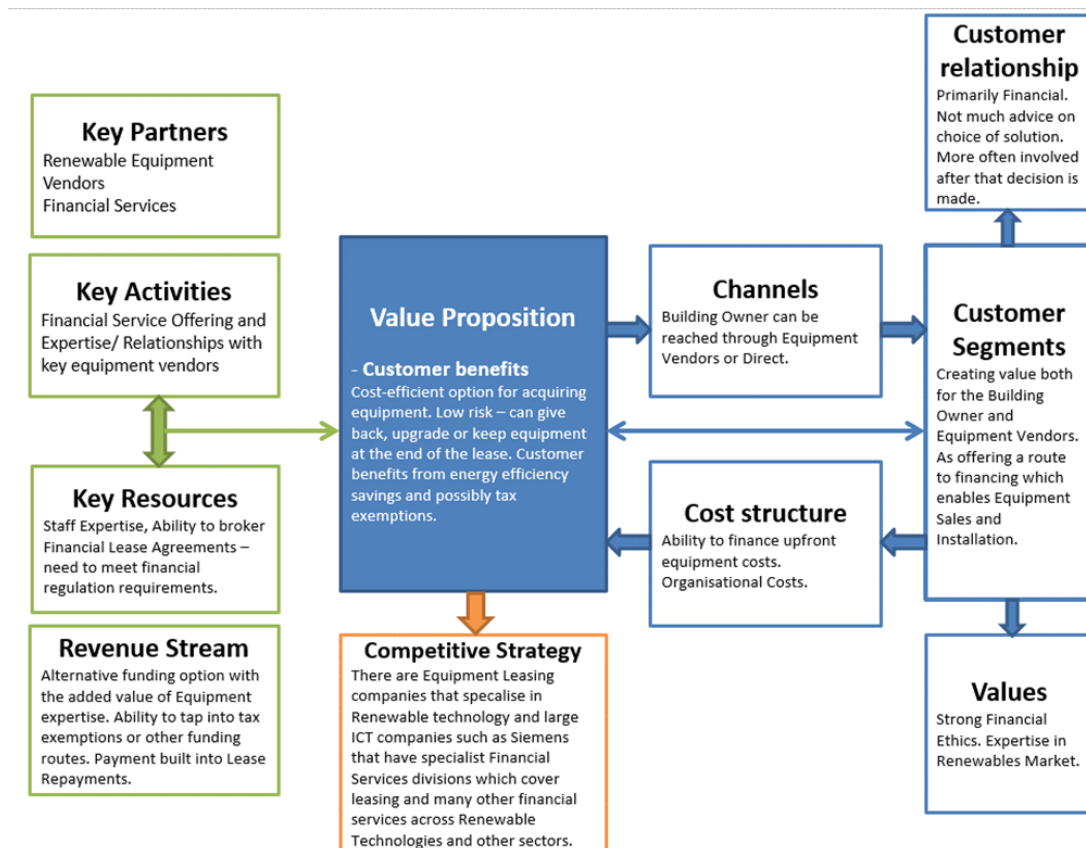 Key Partners
Renewable Equipment
Vendors
Financial Services
Key Activities
Financial Service Offering and
Expertise/ Relationships with
key equipment vendors
Key Resources
Staff Expertise, Ability to broker
Financial Lease Agreements –
need to meet financial
regulation requirements.
Revenue Stream
Alternative funding option with
the added value of Equipment
expertise. Ability to tap into tax
exemptions or other funding
routes. Payment built into Lease
Repayments.
Value Proposition
- Customer benefits
Cost-efficient option for acquiring
equipment. Low risk – can give
back, upgrade or keep equipment
at the end of the lease. Customer
benefits from energy efficiency
savings and possibly tax
exemptions.
Competitive Strategy
There are Equipment Leasing
companies that specalise in
Renewable technology and large
ICT companies such as Siemens
that have specialist Financial
Services divisions which cover
leasing and many other financial
services across Renewable
Technologies and other sectors.
Channels
Building Owner can be
reached through Equipment
Vendors or Direct.
Cost structure
Ability to finance upfront
equipment costs.
Organisational Costs.
Customer
relationship
Primarily Financial.
Not much advice on
choice of solution.
More often involved
after that decision is
made.
Customer
Segments
Creating value both
for the Building
Owner and
Equipment Vendors.
As offering a route
to financing which
enables Equipment
Sales and
Installation.
Values
Strong Financial
Ethics. Expertise in
Renewables Market.